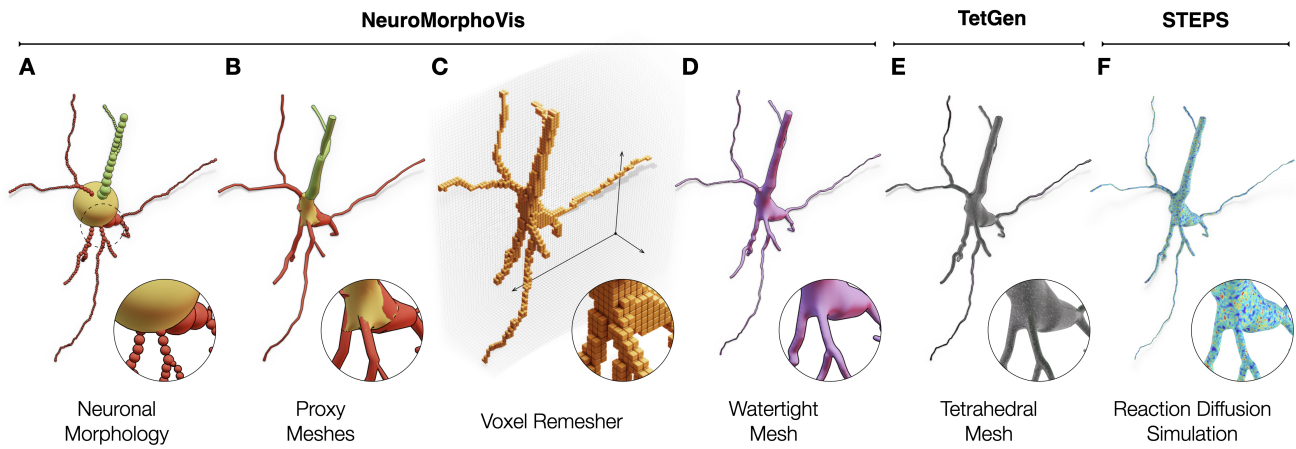 NeuroMorphoVis
TetGen
STEPS
A
B
C
D
E
F
Neuronal
Morphology
Proxy
Meshes
Voxel Remesher
Watertight
Mesh
Tetrahedral
Mesh
Reaction Diffusion
Simulation